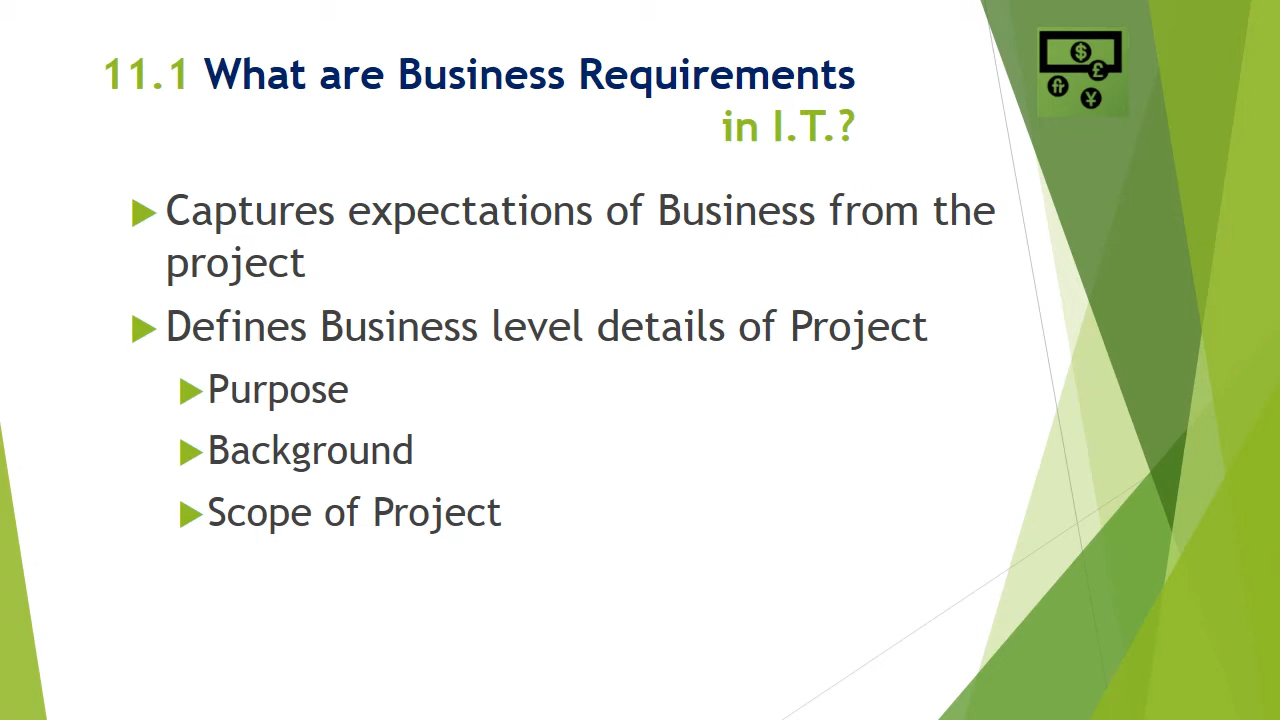 11.1 What are Business Requirements
in I.T.?
Captures expectations of Business from the
project
Defines Business level details of Project
Purpose
Background
Scope of Project
$
£
¥